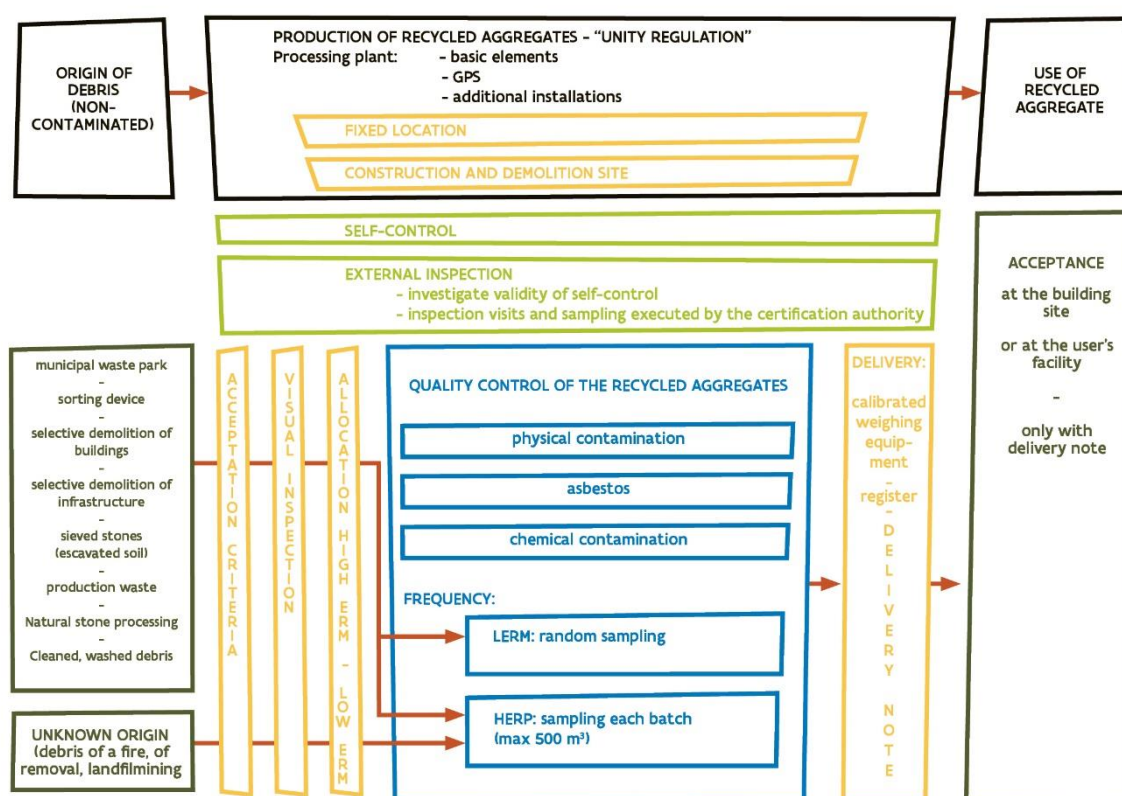 ORIGIN OF
DEBRIS
(NON-
CONTAMINATED)
PRODUCTION OF RECYCLED AGGREGATES - “UNITY REGULATION”
Processing plant: - basic elements
- GPS
- additional installations
FIXED LOCATION
CONSTRUCTION AND DEMOLITION SITE
USE OF
RECYCLED
AGGREGATE
SELF-CONTROL
EXTERNAL INSPECTION
- investigate validity of self-control
- inspection visits and sampling executed by the certification authority
municipal waste park
-
sorting device
-
selective demolition of
buildings
-
selective demolition of
infrastructure
-
sieved stones
(escavated soil)
-
production waste
-
Natural stone processing
-
Cleaned, washed debris
UNKNOWN ORIGIN
(debris of a fire, of
removal, landfilmining
ACCEPTATION CRITERIA
VISUAL INSPECTION
ALLOCATION HIGH ERM - LOW ERM
QUALITY CONTROL OF THE RECYCLED AGGREGATES
physical contamination
asbestos
chemical contamination
FREQUENCY:
LERM: random sampling
HERP: sampling each batch
(max 500 m³)
DELIVERY:
calibrated
weighing
equip-
ment
-
register
-
DELIVERY NOTE
ACCEPTANCE
at the building
site
or at the user's
facility
-
only with
delivery note